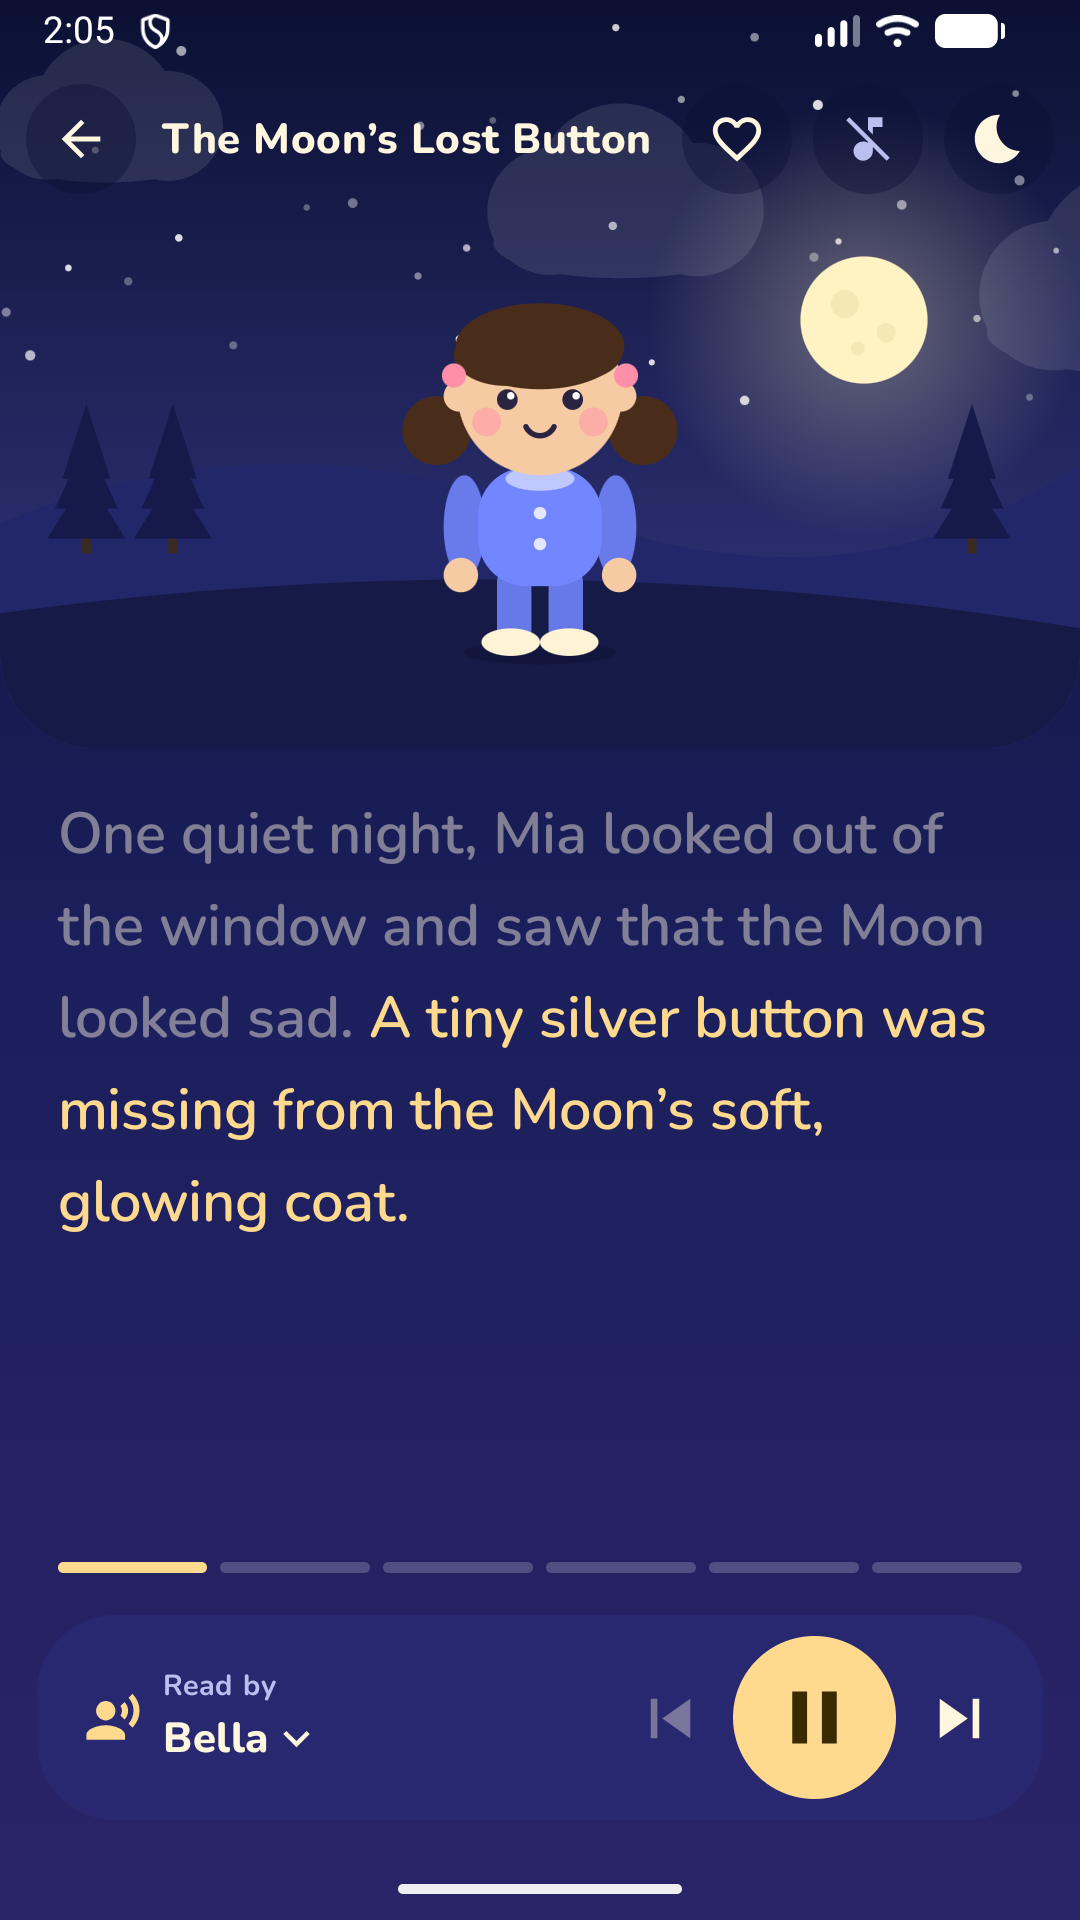 2:05
The Moon’s Lost Button
One quiet night, Mia looked out of
the window and saw that the Moon
looked sad. A tiny silver button was
missing from the Moon’s soft,
glowing coat.
Read by
Bella